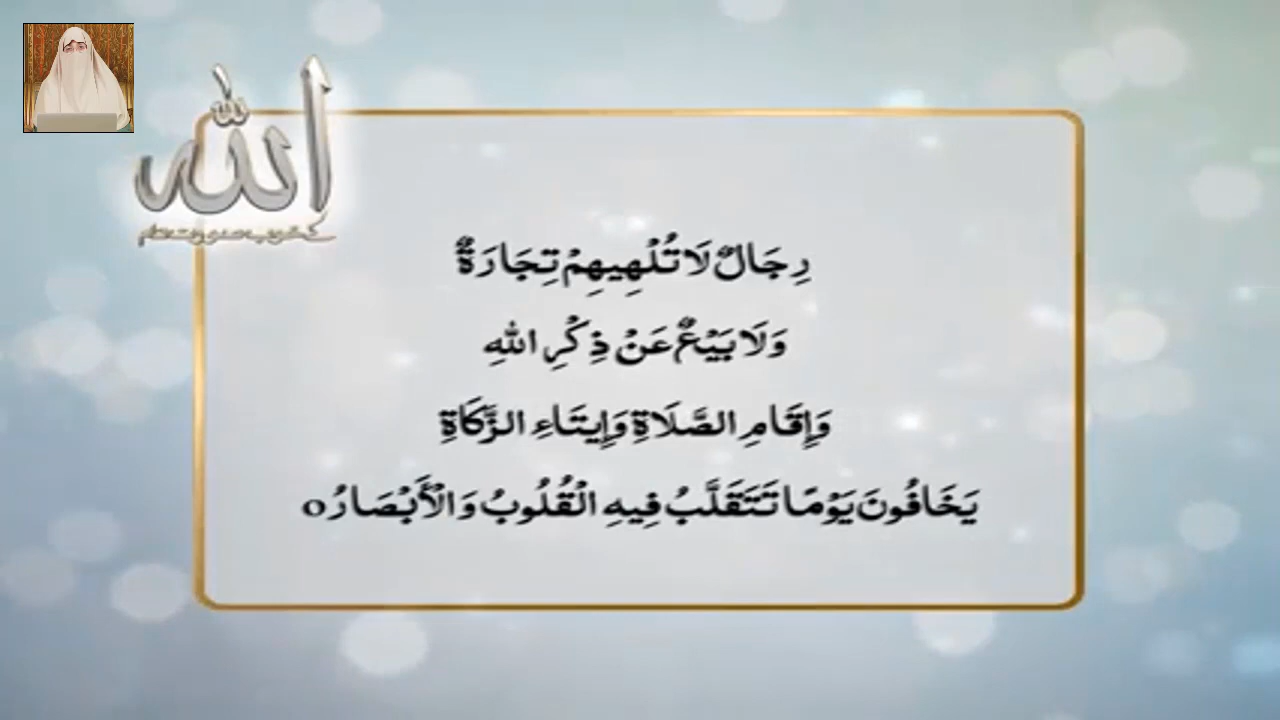 الله
رِجَالٌ لَا تُلْهِيهِمْ تِجَارَةٌ
وَلَا بَيْعٌ عَنْ ذِكْرِ اللهِ
وَإِقَامِ الصَّلَاةِ وَإِيتَاءِ الزَّكَاةِ
يَخَافُونَ يَوْمًا تَتَقَلَّبُ فِيهِ الْقُلُوبُ وَالْأَبْصَارُ ٥